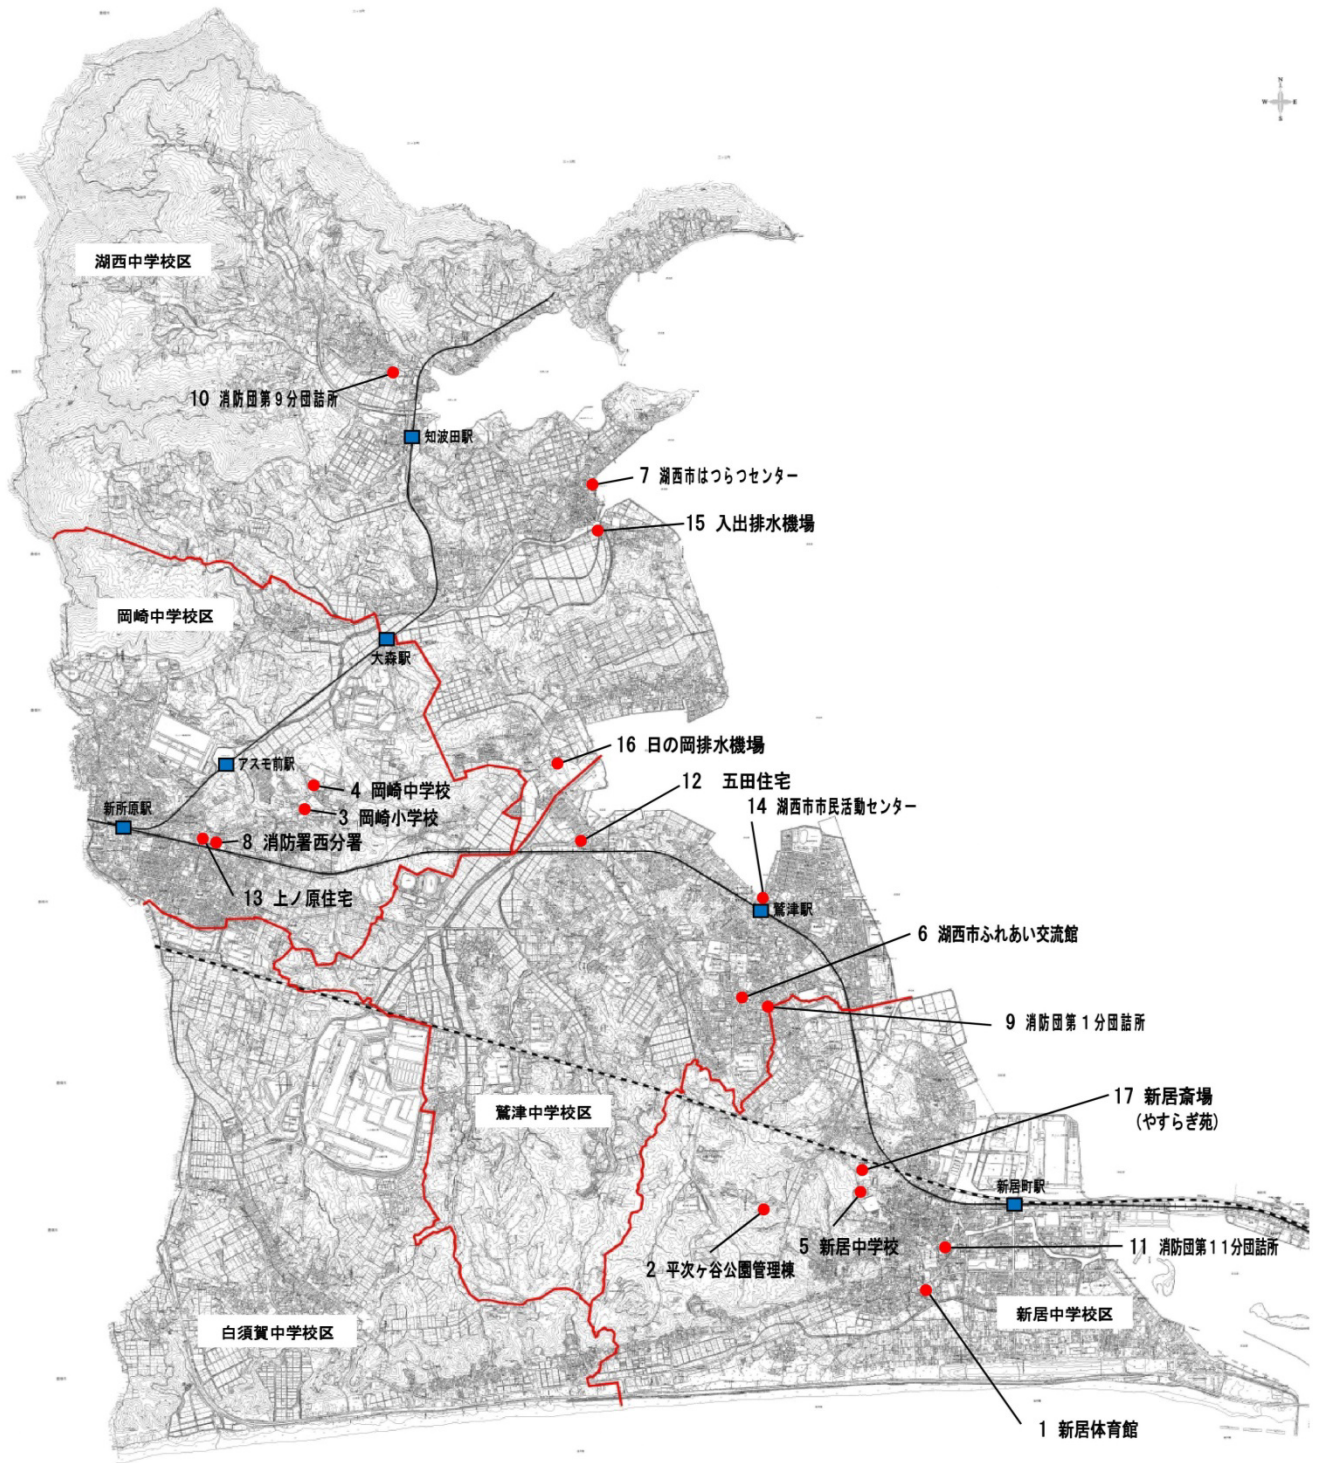 N
W E
S
湖西中学校区
10 消防団第9分団詰所
知波田駅
7 湖西市はつらつセンター
15 入出排水機場
岡崎中学校区
大森駅
16 日の岡排水機場
アスモ前駅
4 岡崎中学校
12 五田住宅
新所原駅
3 岡崎小学校
14 湖西市市民活動センター
8 消防署西分署
13 上ノ原住宅
鷲津駅
6 湖西市ふれあい交流館
9 消防団第1分団詰所
鷲津中学校区
17 新居斎場
(やすらぎ苑)
新居町駅
5 新居中学校
11 消防団第11分団詰所
2 平次ヶ谷公園管理棟
新居中学校区
白須賀中学校区
1 新居体育館